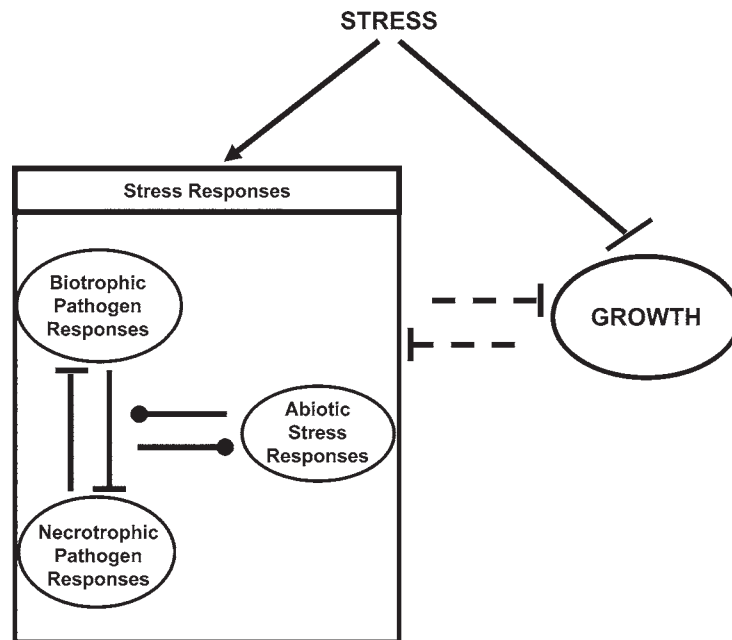 STRESS
Stress Responses
Biotrophic
Pathogen
Responses
GROWTH
Abiotic
Stress
Responses
Necrotrophic
Pathogen
Responses